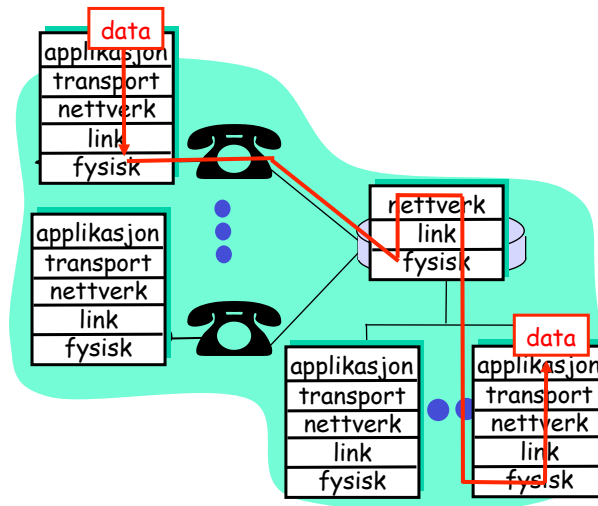 data
applikasjon
transport
nettverk
link
fysisk
nettverk
link
fysisk
applikasjon
transport
nettverk
link
fysisk
applikasjon
transport
nettverk
link
fysisk
data
applikasjon
transport
nettverk
link
fysisk